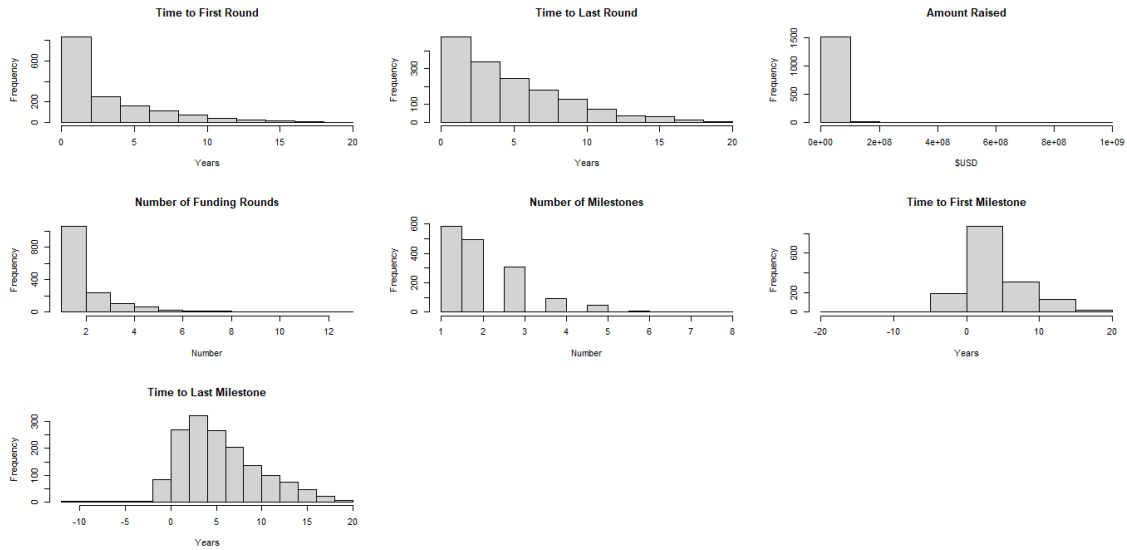 Time to First Round
Frequency
0 200 600
0 5 10 15 20
Years
Time to Last Round
Frequency
0 100 300
0 5 10 15 20
Years
Amount Raised
Frequency
0 500 1500
0e+00 2e+08 4e+08 6e+08 8e+08 1e+09
$USD
Number of Funding Rounds
Frequency
0 400 800
2 4 6 8 10 12
Number
Number of Milestones
Frequency
0 200 400 600
1 2 3 4 5 6 7 8
Number
Time to First Milestone
Frequency
0 200 600
-20 -10 0 10 20
Years
Time to Last Milestone
Frequency
0 100 200 300
-10 -5 0 5 10 15 20
Years